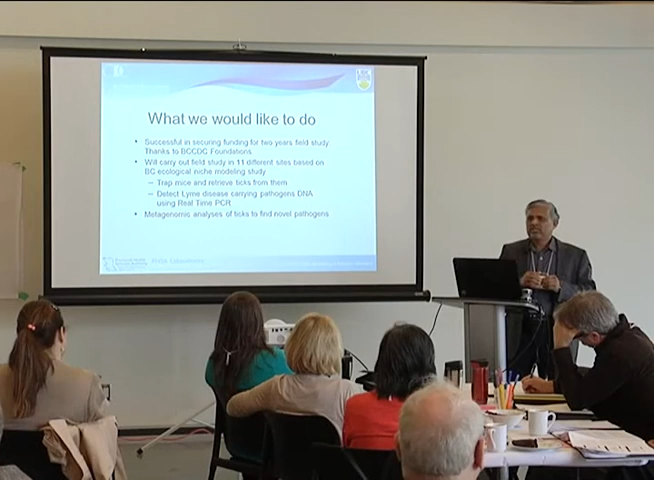 What we would like to do
• Successful in securing funding for two years field study
Thanks to BCCDC Foundations
• Will carry out field study in 11 different sites based on
BC ecological niche modeling study
– Trap mice and retrieve ticks from them
– Detect Lyme disease carrying pathogens DNA
using Real Time PCR
• Metagenomic analyses of ticks to find novel pathogens
UBC